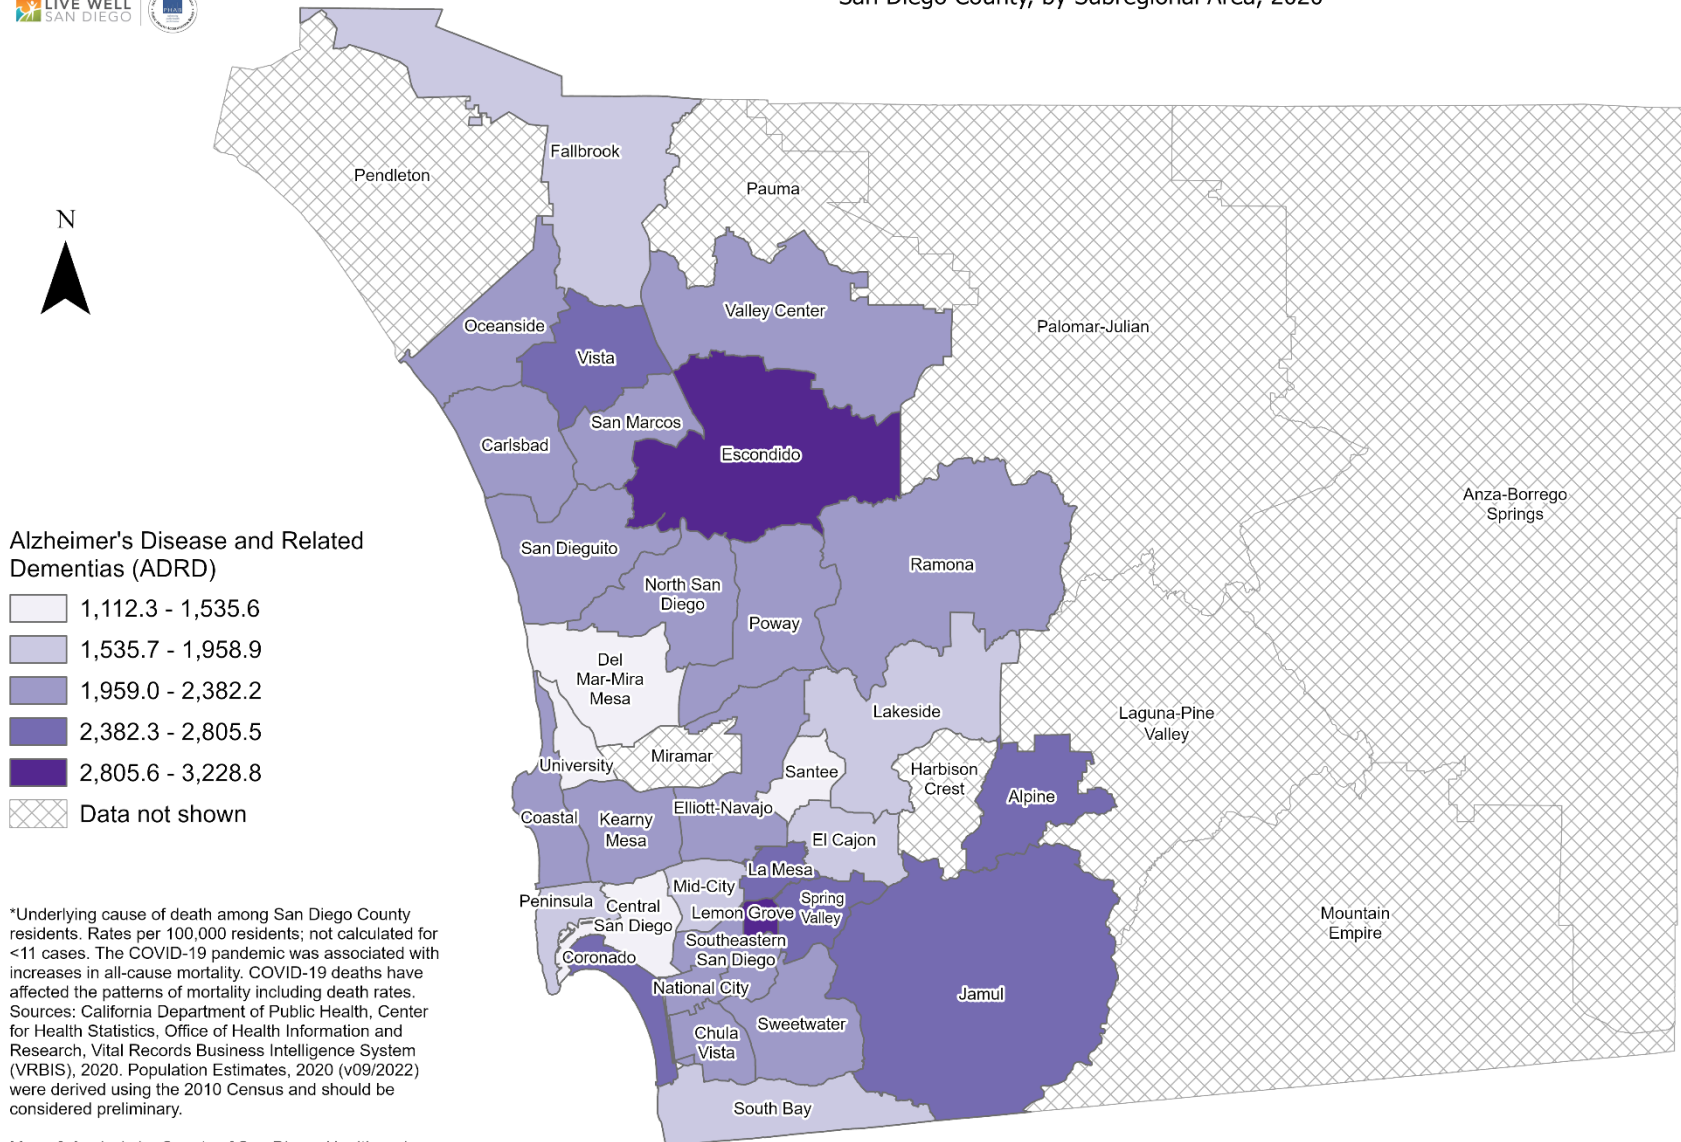 LIVE WELL
SAN DIEGO
PHAB
San Diego County, by Subregional Area, 2020
Fallbrook
Pendleton
Pauma
N
Valley Center
Oceanside
Palomar-Julian
Vista
San Marcos
Carlsbad
Escondido
Anza-Borrego
Springs
San Dieguito
Ramona
North San
Diego
Poway
Del
Mar-Mira
Mesa
Lakeside
Laguna-Pine
Valley
University
Miramar
Santee
Harbison
Crest
Alpine
Elliott-Navajo
Coastal
Kearny
Mesa
El Cajon
La Mesa
Mid-City
Peninsula
Central
San Diego
Lemon Grove
Spring
Valley
Mountain
Empire
Southeastern
San Diego
Coronado
National City
Jamul
Sweetwater
Chula
Vista
South Bay
Alzheimer's Disease and Related
Dementias (ADRD)
1,112.3 - 1,535.6
1,535.7 - 1,958.9
1,959.0 - 2,382.2
2,382.3 - 2,805.5
2,805.6 - 3,228.8
Data not shown
*Underlying cause of death among San Diego County
residents. Rates per 100,000 residents; not calculated for
<11 cases. The COVID-19 pandemic was associated with
increases in all-cause mortality. COVID-19 deaths have
affected the patterns of mortality including death rates.
Sources: California Department of Public Health, Center
for Health Statistics, Office of Health Information and
Research, Vital Records Business Intelligence System
(VRBIS), 2020. Population Estimates, 2020 (v09/2022)
were derived using the 2010 Census and should be
considered preliminary.